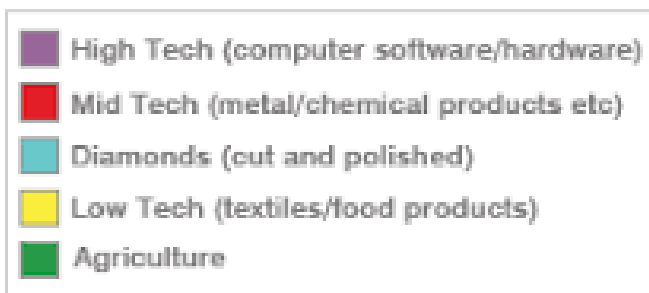 High Tech (computer software/hardware)
Mid Tech (metal/chemical products etc)
Diamonds (cut and polished)
Low Tech (textiles/food products)
Agriculture